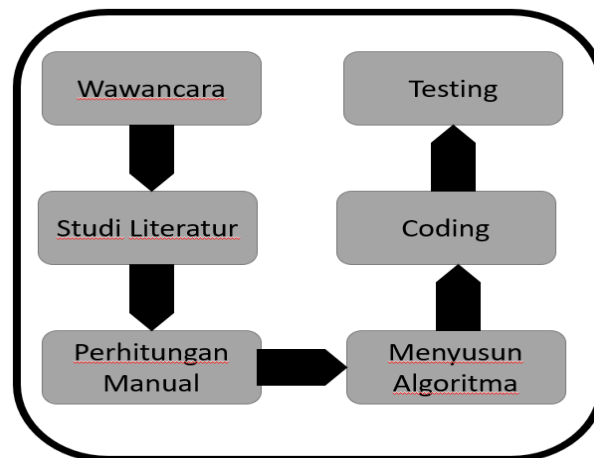 Wawancara
Studi Literatur
Perhitungan
Manual
Menyusun
Algoritma
Coding
Testing